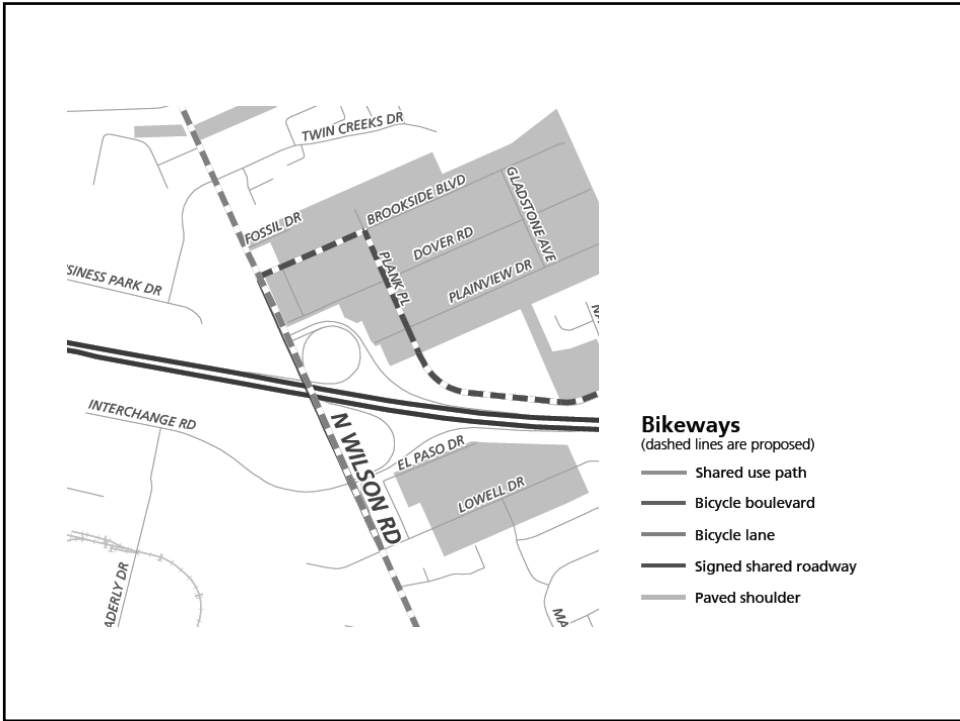 TWIN CREEKS DR
FOSSIL DR
BROOKSIDE BLVD
GLADSTONE AVE
DOVER RD
PLANK PL
PLAINVIEW DR
SINESS PARK DR
INTERCHANGE RD
N WILSON RD
EL PASO DR
LOWELL DR
ADERLY DR
MA
Bikeways
(dashed lines are proposed)
Shared use path
Bicycle boulevard
Bicycle lane
Signed shared roadway
Paved shoulder